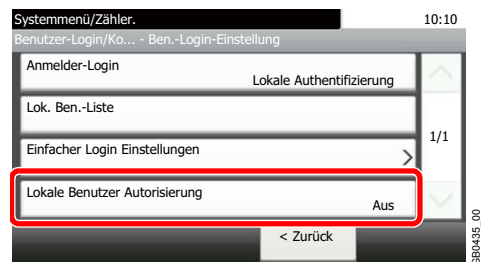 Systemmenü/Zähler. 10:10
Benutzer-Login/Ko... - Ben.-Login-Einstellung
Anmelder-Login
Lokale Authentifizierung
Lok. Ben.-Liste
1/1
Einfacher Login Einstellungen
Lokale Benutzer Autorisierung
Aus
< Zurück
GB0435_00